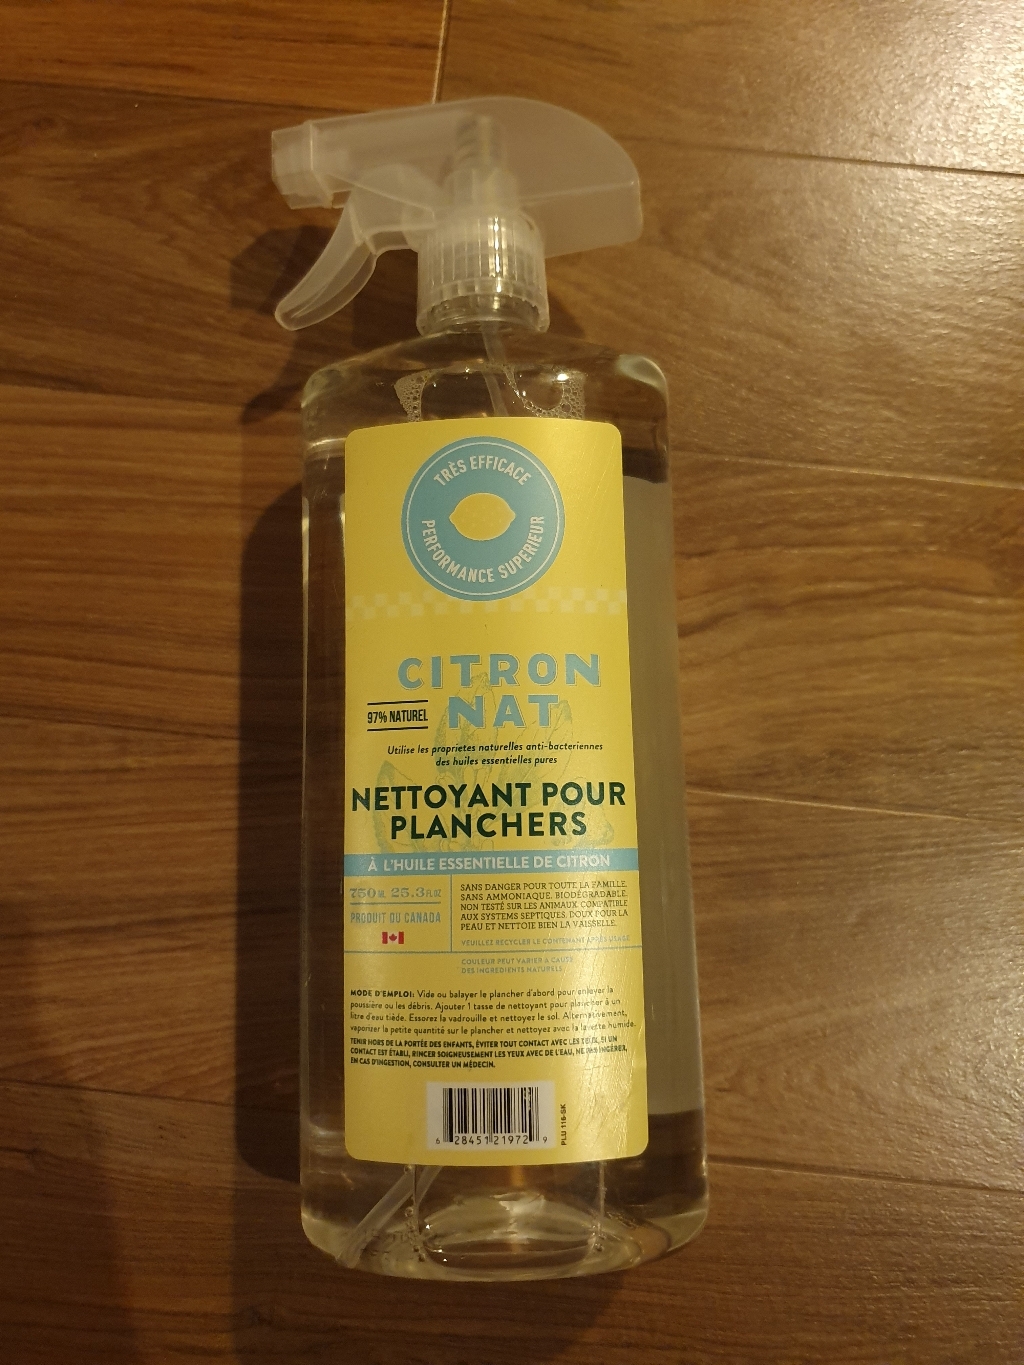 TRÈS EFFICACE
PERFORMANCE SUPERIEUR
CITRON
97% NATUREL
NAT
Utilise les proprietes naturelles anti-bacteriennes
des huiles essentielles pures
NETTOYANT POUR
PLANCHERS
À L'HUILE ESSENTIELLE DE CITRON
750 ML 25.3 FL OZ
PRODUIT DU CANADA
SANS DANGER POUR TOUTE LA FAMILLE.
SANS AMMONIAQUE. BIODÉGRADABLE.
NON TESTÉ SUR LES ANIMAUX. COMPATIBLE
AUX SYSTEMS SEPTIQUES. DOUX POUR LA
PEAU ET NETTOIE BIEN LA VAISSELLE.
VEUILLEZ RECYCLER LE CONTENANT APRÈS USAGE
COULEUR PEUT VARIER A CAUSE
DES INGREDIENTS NATURELS
MODE D'EMPLOI: Vide ou balayer le plancher d'abord pour enlever la
poussière ou les débris. Ajouter 1 tasse de nettoyant pour plancher à un
litre d'eau tiède. Essorez la vadrouille et nettoyez le sol. Alternativement,
vaporizer la petite quantité sur le plancher et nettoyez avec la lavette humide.
TENIR HORS DE LA PORTÉE DES ENFANTS, ÉVITER TOUT CONTACT AVEC LES YEUX, SI UN
CONTACT EST ÉTABLI, RINCER SOIGNEUSEMENT LES YEUX AVEC DE L'EAU, NE PAS INGÉRER,
EM CAS D'INGESTION, CONSULTER UN MÉDECIN.
6 28451 21972 9
PLU 116-SK